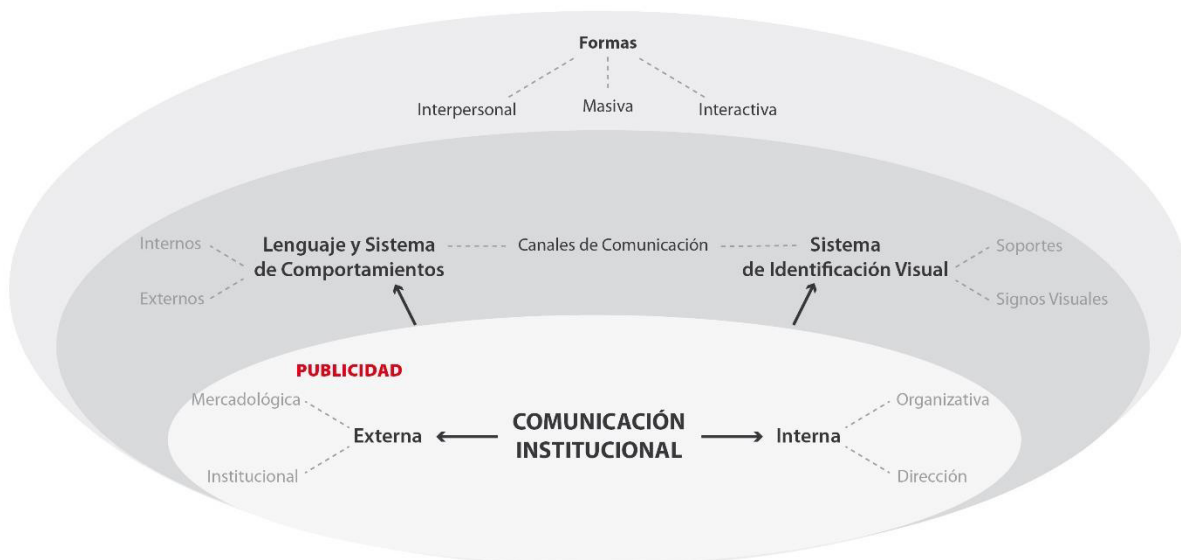 Formas
Interpersonal
Masiva
Interactiva
Internos
Externos
Lenguaje y Sistema
de Comportamientos
Canales de Comunicación
Sistema
de Identificación Visual
Soportes
Signos Visuales
PUBLICIDAD
Mercadológica
Institucional
Externa
COMUNICACIÓN
INSTITUCIONAL
Interna
Organizativa
Dirección